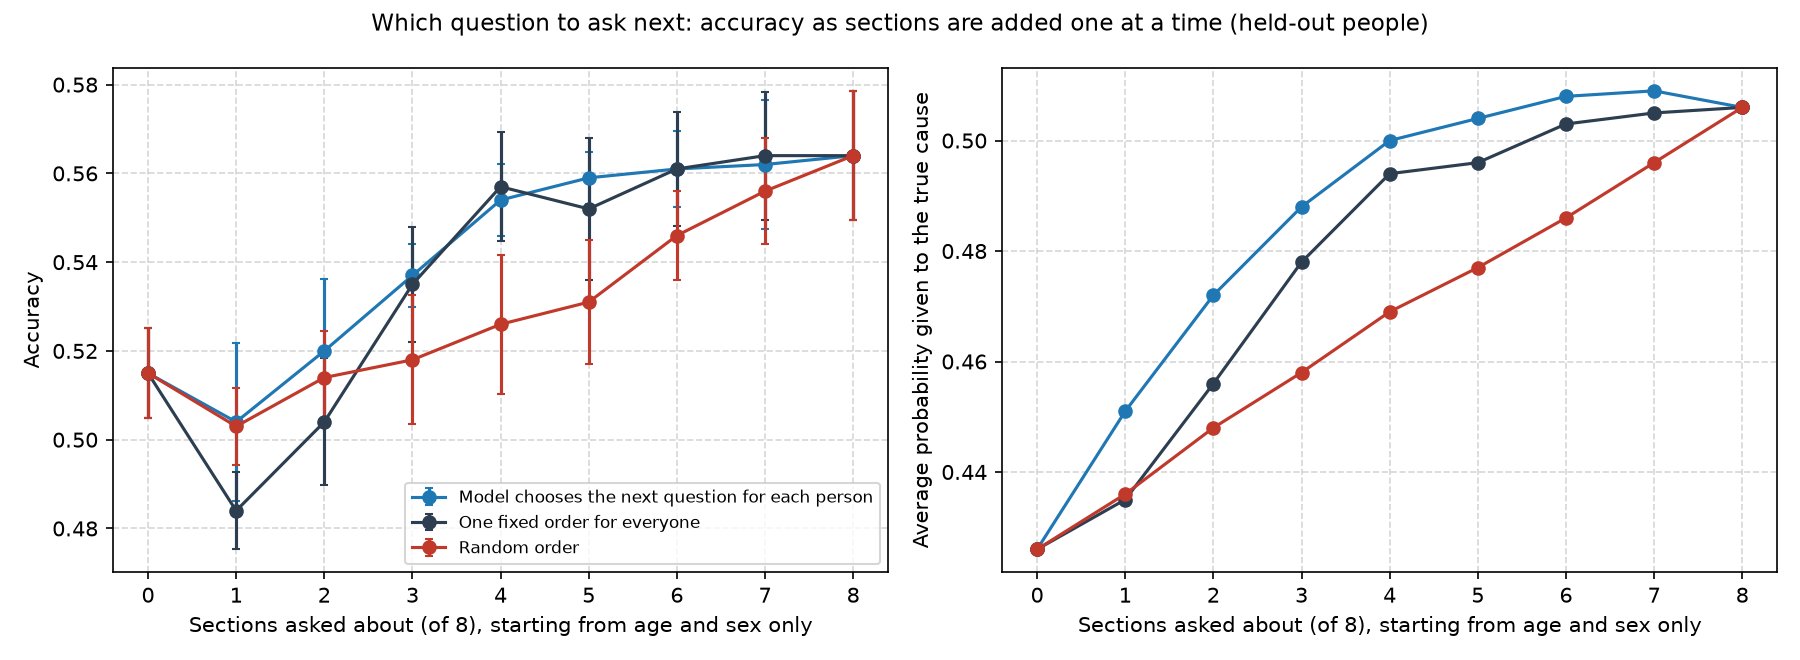 Which question to ask next: accuracy as sections are added one at a time (held-out people)
Accuracy
0.58
0.56
0.54
0.52
0.50
0.48
0 1 2 3 4 5 6 7 8
Sections asked about (of 8), starting from age and sex only
Model chooses the next question for each person
One fixed order for everyone
Random order
Average probability given to the true cause
0.50
0.48
0.46
0.44
0 1 2 3 4 5 6 7 8
Sections asked about (of 8), starting from age and sex only